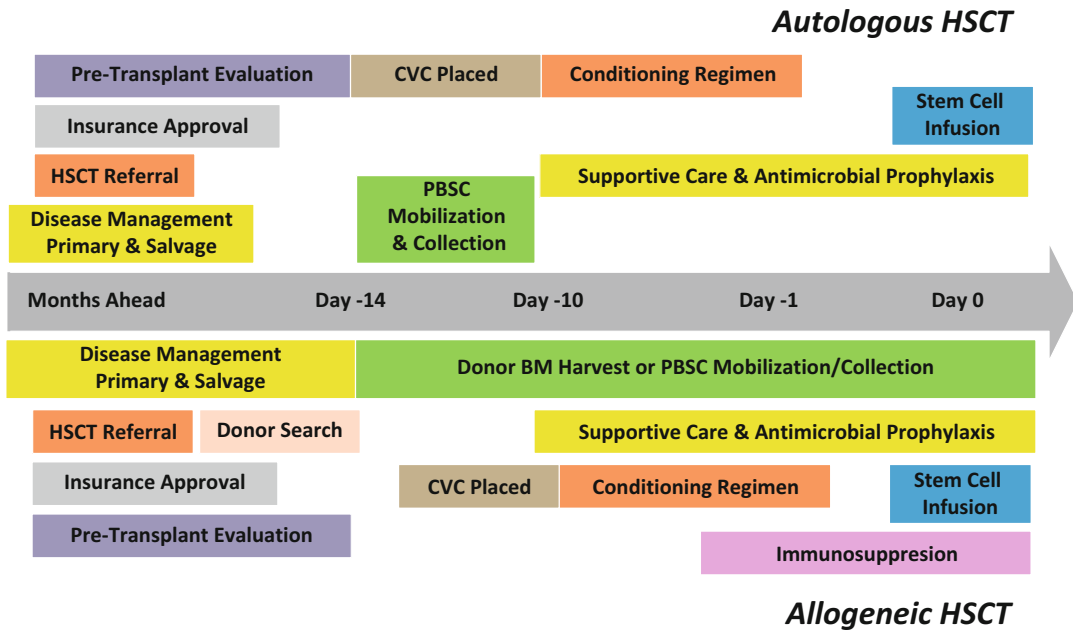 Autologous HSCT
Pre-Transplant Evaluation
CVC Placed
Conditioning Regimen
Insurance Approval
Stem Cell
Infusion
HSCT Referral
PBSC
Mobilization
& Collection
Supportive Care & Antimicrobial Prophylaxis
Disease Management
Primary & Salvage
Months Ahead
Day -14
Day -10
Day -1
Day 0
Disease Management
Primary & Salvage
Donor BM Harvest or PBSC Mobilization/Collection
HSCT Referral
Donor Search
Supportive Care & Antimicrobial Prophylaxis
Insurance Approval
CVC Placed
Conditioning Regimen
Stem Cell
Infusion
Pre-Transplant Evaluation
Immunosuppresion
Allogeneic HSCT